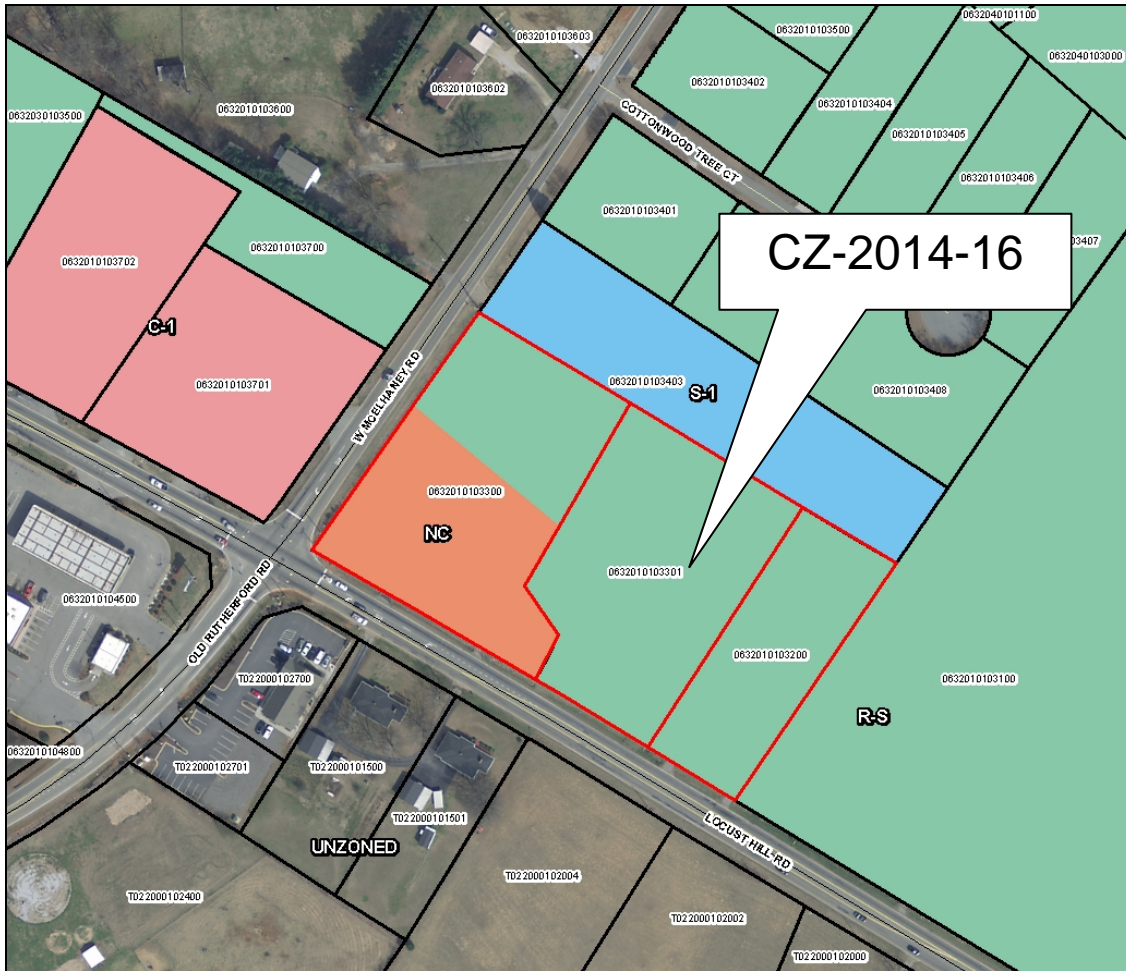 0632040101100
0632010103603
0632010103500
0632040103000
0632010103402
0632010103602
0632010103404
0632010103600
0632030103500
COTTONWOOD TREE CT
0632010103405
0632010103406
0632010103401
CZ-2014-16
03407
0632010103700
0632010103702
C-1
W MCELHANEY RD
0632010103701
0632010103403
S-1
0632010103408
0632010103300
NC
0632010103301
0632010104500
OLD RUTHERFORD RD
0632010103200
T022000102700
0632010103100
R-S
0632010104800
T022000102701
T022000101500
T022000101501
LOCUST HILL RD
UNZONED
T022000102004
T022000102400
T022000102002
T022000102000